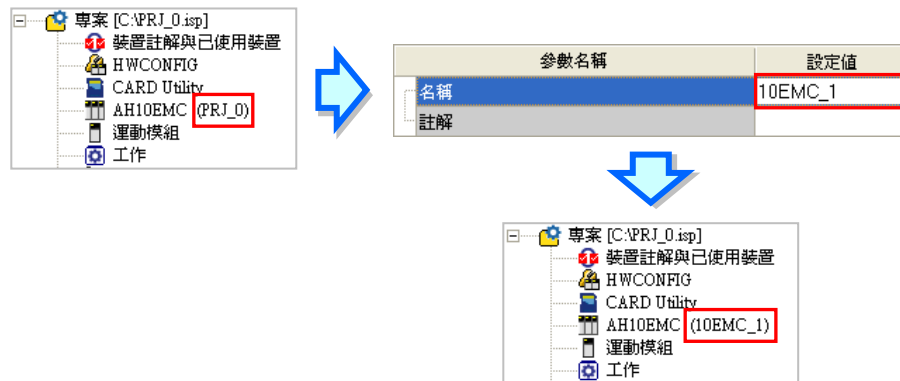 專案 [C:\PRJ_0.isp]
裝置註解與已使用裝置
HWCONFIG
CARD Utility
AH10EMC (PRJ_0)
運動模組
工作
參數名稱 設定值
名稱 10EMC_1
註解
專案 [C:\PRJ_0.isp]
裝置註解與已使用裝置
HWCONFIG
CARD Utility
AH10EMC (10EMC_1)
運動模組
工作